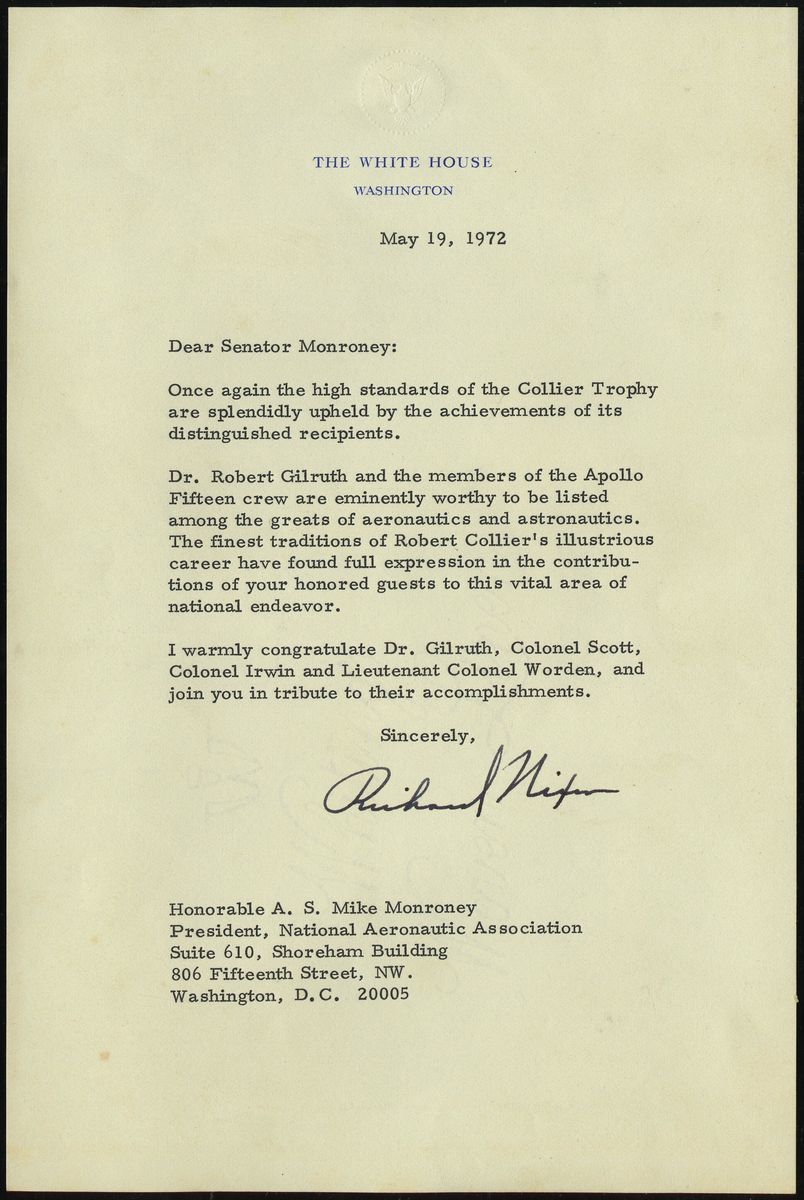 THE WHITE HOUSE
WASHINGTON
May 19, 1972
Dear Senator Monroney:
Once again the high standards of the Collier Trophy
are splendidly upheld by the achievements of its
distinguished recipients.
Dr. Robert Gilruth and the members of the Apollo
Fifteen crew are eminently worthy to be listed
among the greats of aeronautics and astronautics.
The finest traditions of Robert Collier's illustrious
career have found full expression in the contribu-
tions of your honored guests to this vital area of
national endeavor.
I warmly congratulate Dr. Gilruth, Colonel Scott,
Colonel Irwin and Lieutenant Colonel Worden, and
join you in tribute to their accomplishments.
Sincerely,
Richard Nixon
Honorable A. S. Mike Monroney
President, National Aeronautic Association
Suite 610, Shoreham Building
806 Fifteenth Street, NW.
Washington, D.C. 20005